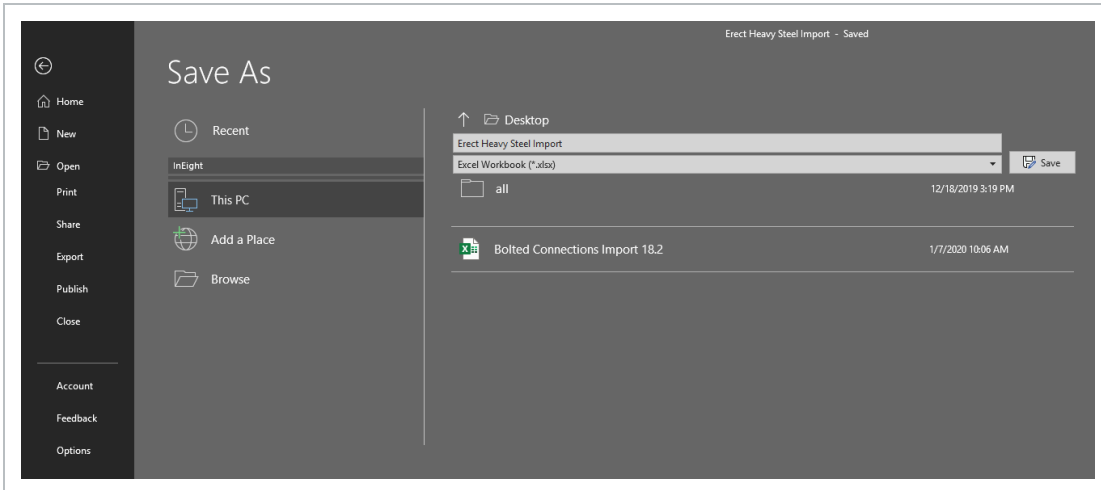 Erect Heavy Steel Import - Saved
Save As
Home
New
Open
Print
Share
Export
Publish
Close
Account
Feedback
Options
Recent
InEight
This PC
Add a Place
Browse
Desktop
Erect Heavy Steel Import
Excel Workbook (*.xlsx)
Save
all 12/18/2019 3:19 PM
Bolted Connections Import 18.2 1/7/2020 10:06 AM